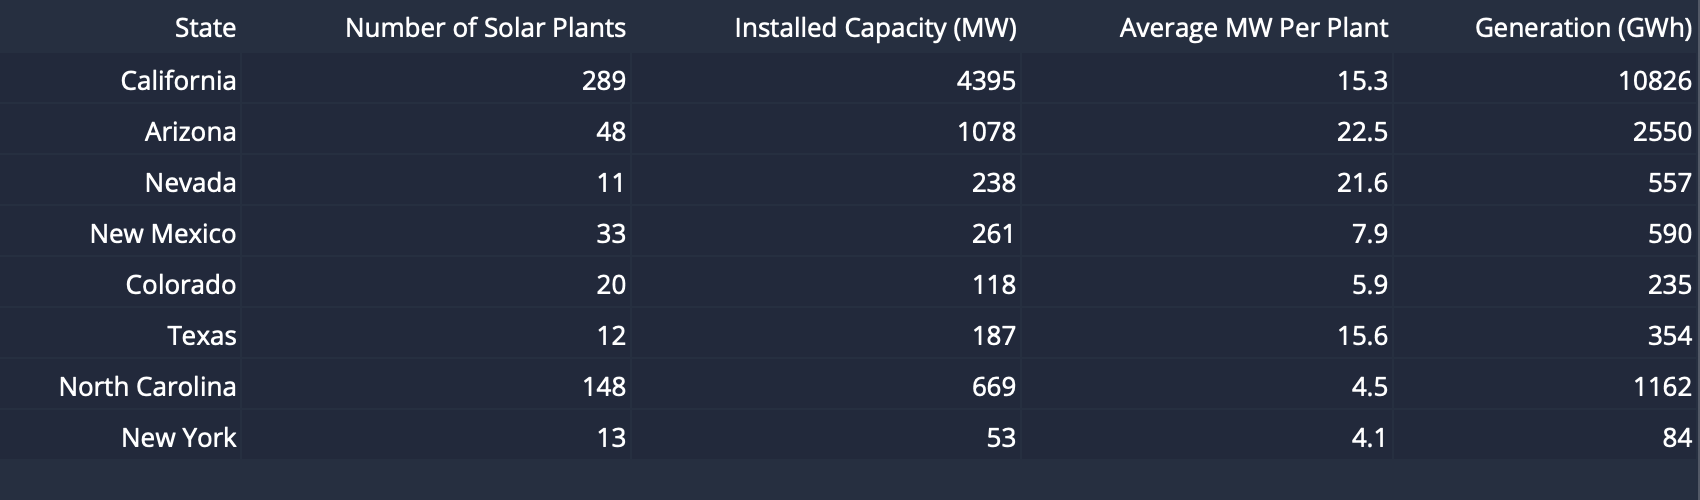 State Number of Solar Plants Installed Capacity (MW) Average MW Per Plant Generation (GWh)
California 289 4395 15.3 10826
Arizona 48 1078 22.5 2550
Nevada 11 238 21.6 557
New Mexico 33 261 7.9 590
Colorado 20 118 5.9 235
Texas 12 187 15.6 354
North Carolina 148 669 4.5 1162
New York 13 53 4.1 84